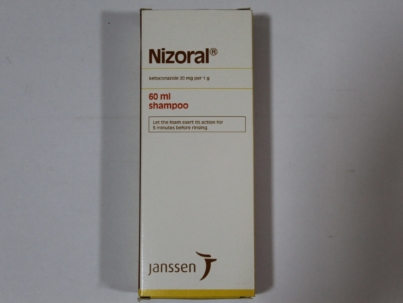 Nizoral®
ketoconazole 20 mg per 1 g
60 ml
shampoo
Let the foam exert its action for
5 minutes before rinsing.
janssen